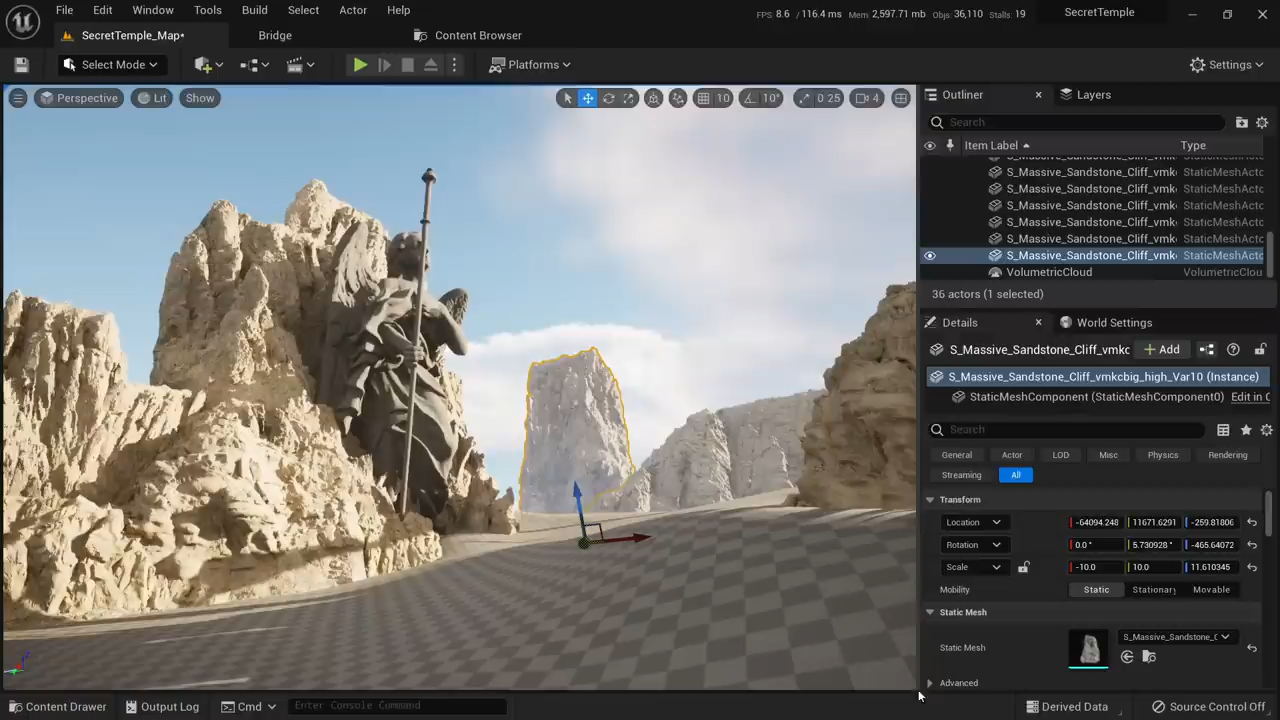 File Edit Window Tools Build Select Actor Help
FPS: 8.6 / 116.4 ms Mem: 2,597.71 mb Objs: 36,110 Stalls: 19
SecretTemple
SecretTemple_Map•
Bridge
Content Browser
Select Mode
Platforms
Settings
Perspective
Lit
Show
10
10°
0 25
4
Outliner
Layers
Search
Item Label
Type
S_Massive_Sandstone_Cliff_vmk StaticMeshActo
S_Massive_Sandstone_Cliff_vmk StaticMeshActo
S_Massive_Sandstone_Cliff_vmk StaticMeshActo
S_Massive_Sandstone_Cliff_vmk StaticMeshActo
S_Massive_Sandstone_Cliff_vmk StaticMeshActo
S_Massive_Sandstone_Cliff_vmk StaticMeshActo
S_Massive_Sandstone_Cliff_vmk StaticMeshActo
VolumetricCloud VolumetricClou
36 actors (1 selected)
Details
World Settings
S_Massive_Sandstone_Cliff_vmkc
+ Add
S_Massive_Sandstone_Cliff_vmkcbig_high_Var10 (Instance)
StaticMeshComponent (StaticMeshComponent0) Edit in C
Search
General Actor LOD Misc Physics Rendering
Streaming All
Transform
Location -64094.248 11671.6291 -259.81806
Rotation 0.0 ° 5.730928 ° -465.64072
Scale -10.0 10.0 11.610345
Mobility Static Stationary Movable
Static Mesh
Static Mesh
S_Massive_Sandstone_C
Advanced
Content Drawer
Output Log
Cmd
Enter Console Command
Derived Data
Source Control Off